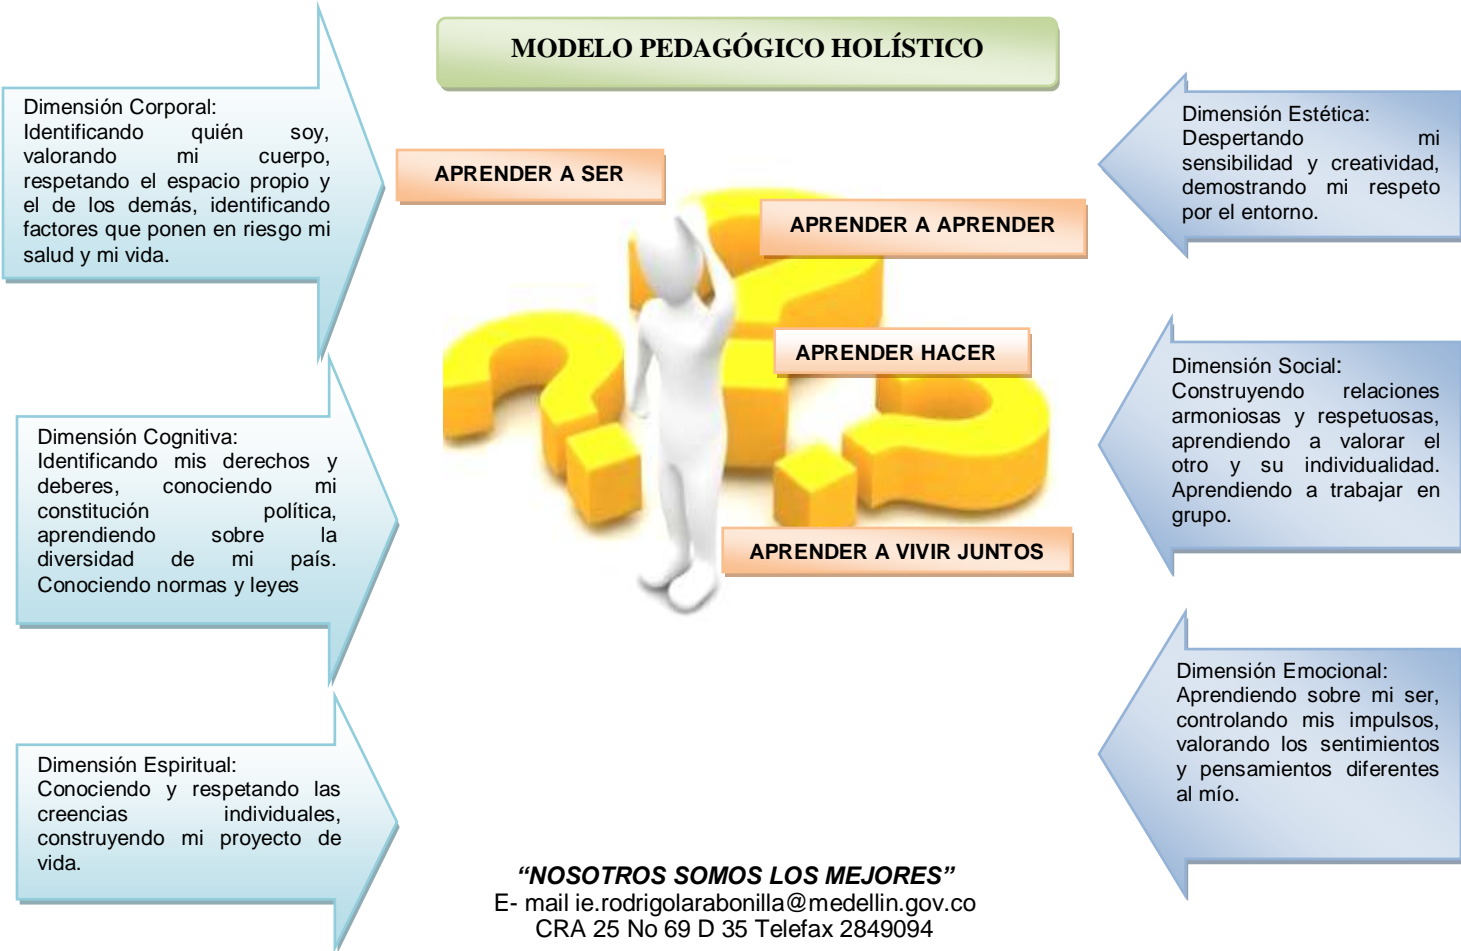 MODELO PEDAGÓGICO HOLÍSTICO
Dimensión Corporal:
Identificando quién soy,
valorando mi cuerpo,
respetando el espacio propio y
el de los demás, identificando
factores que ponen en riesgo mi
salud y mi vida.
APRENDER A SER
APRENDER A APRENDER
APRENDER HACER
APRENDER A VIVIR JUNTOS
Dimensión Estética:
Despertando mi
sensibilidad y creatividad,
demostrando mi respeto
por el entorno.
Dimensión Cognitiva:
Identificando mis derechos y
deberes, conociendo mi
constitución política,
aprendiendo sobre la
diversidad de mi país.
Conociendo normas y leyes
Dimensión Social:
Construyendo relaciones
armoniosas y respetuosas,
aprendiendo a valorar el
otro y su individualidad.
Aprendiendo a trabajar en
grupo.
Dimensión Espiritual:
Conociendo y respetando las
creencias individuales,
construyendo mi proyecto de
vida.
Dimensión Emocional:
Aprendiendo sobre mi ser,
controlando mis impulsos,
valorando los sentimientos
y pensamientos diferentes
al mío.
“NOSOTROS SOMOS LOS MEJORES”
E- mail ie.rodrigolarabonilla@medellin.gov.co
CRA 25 No 69 D 35 Telefax 2849094